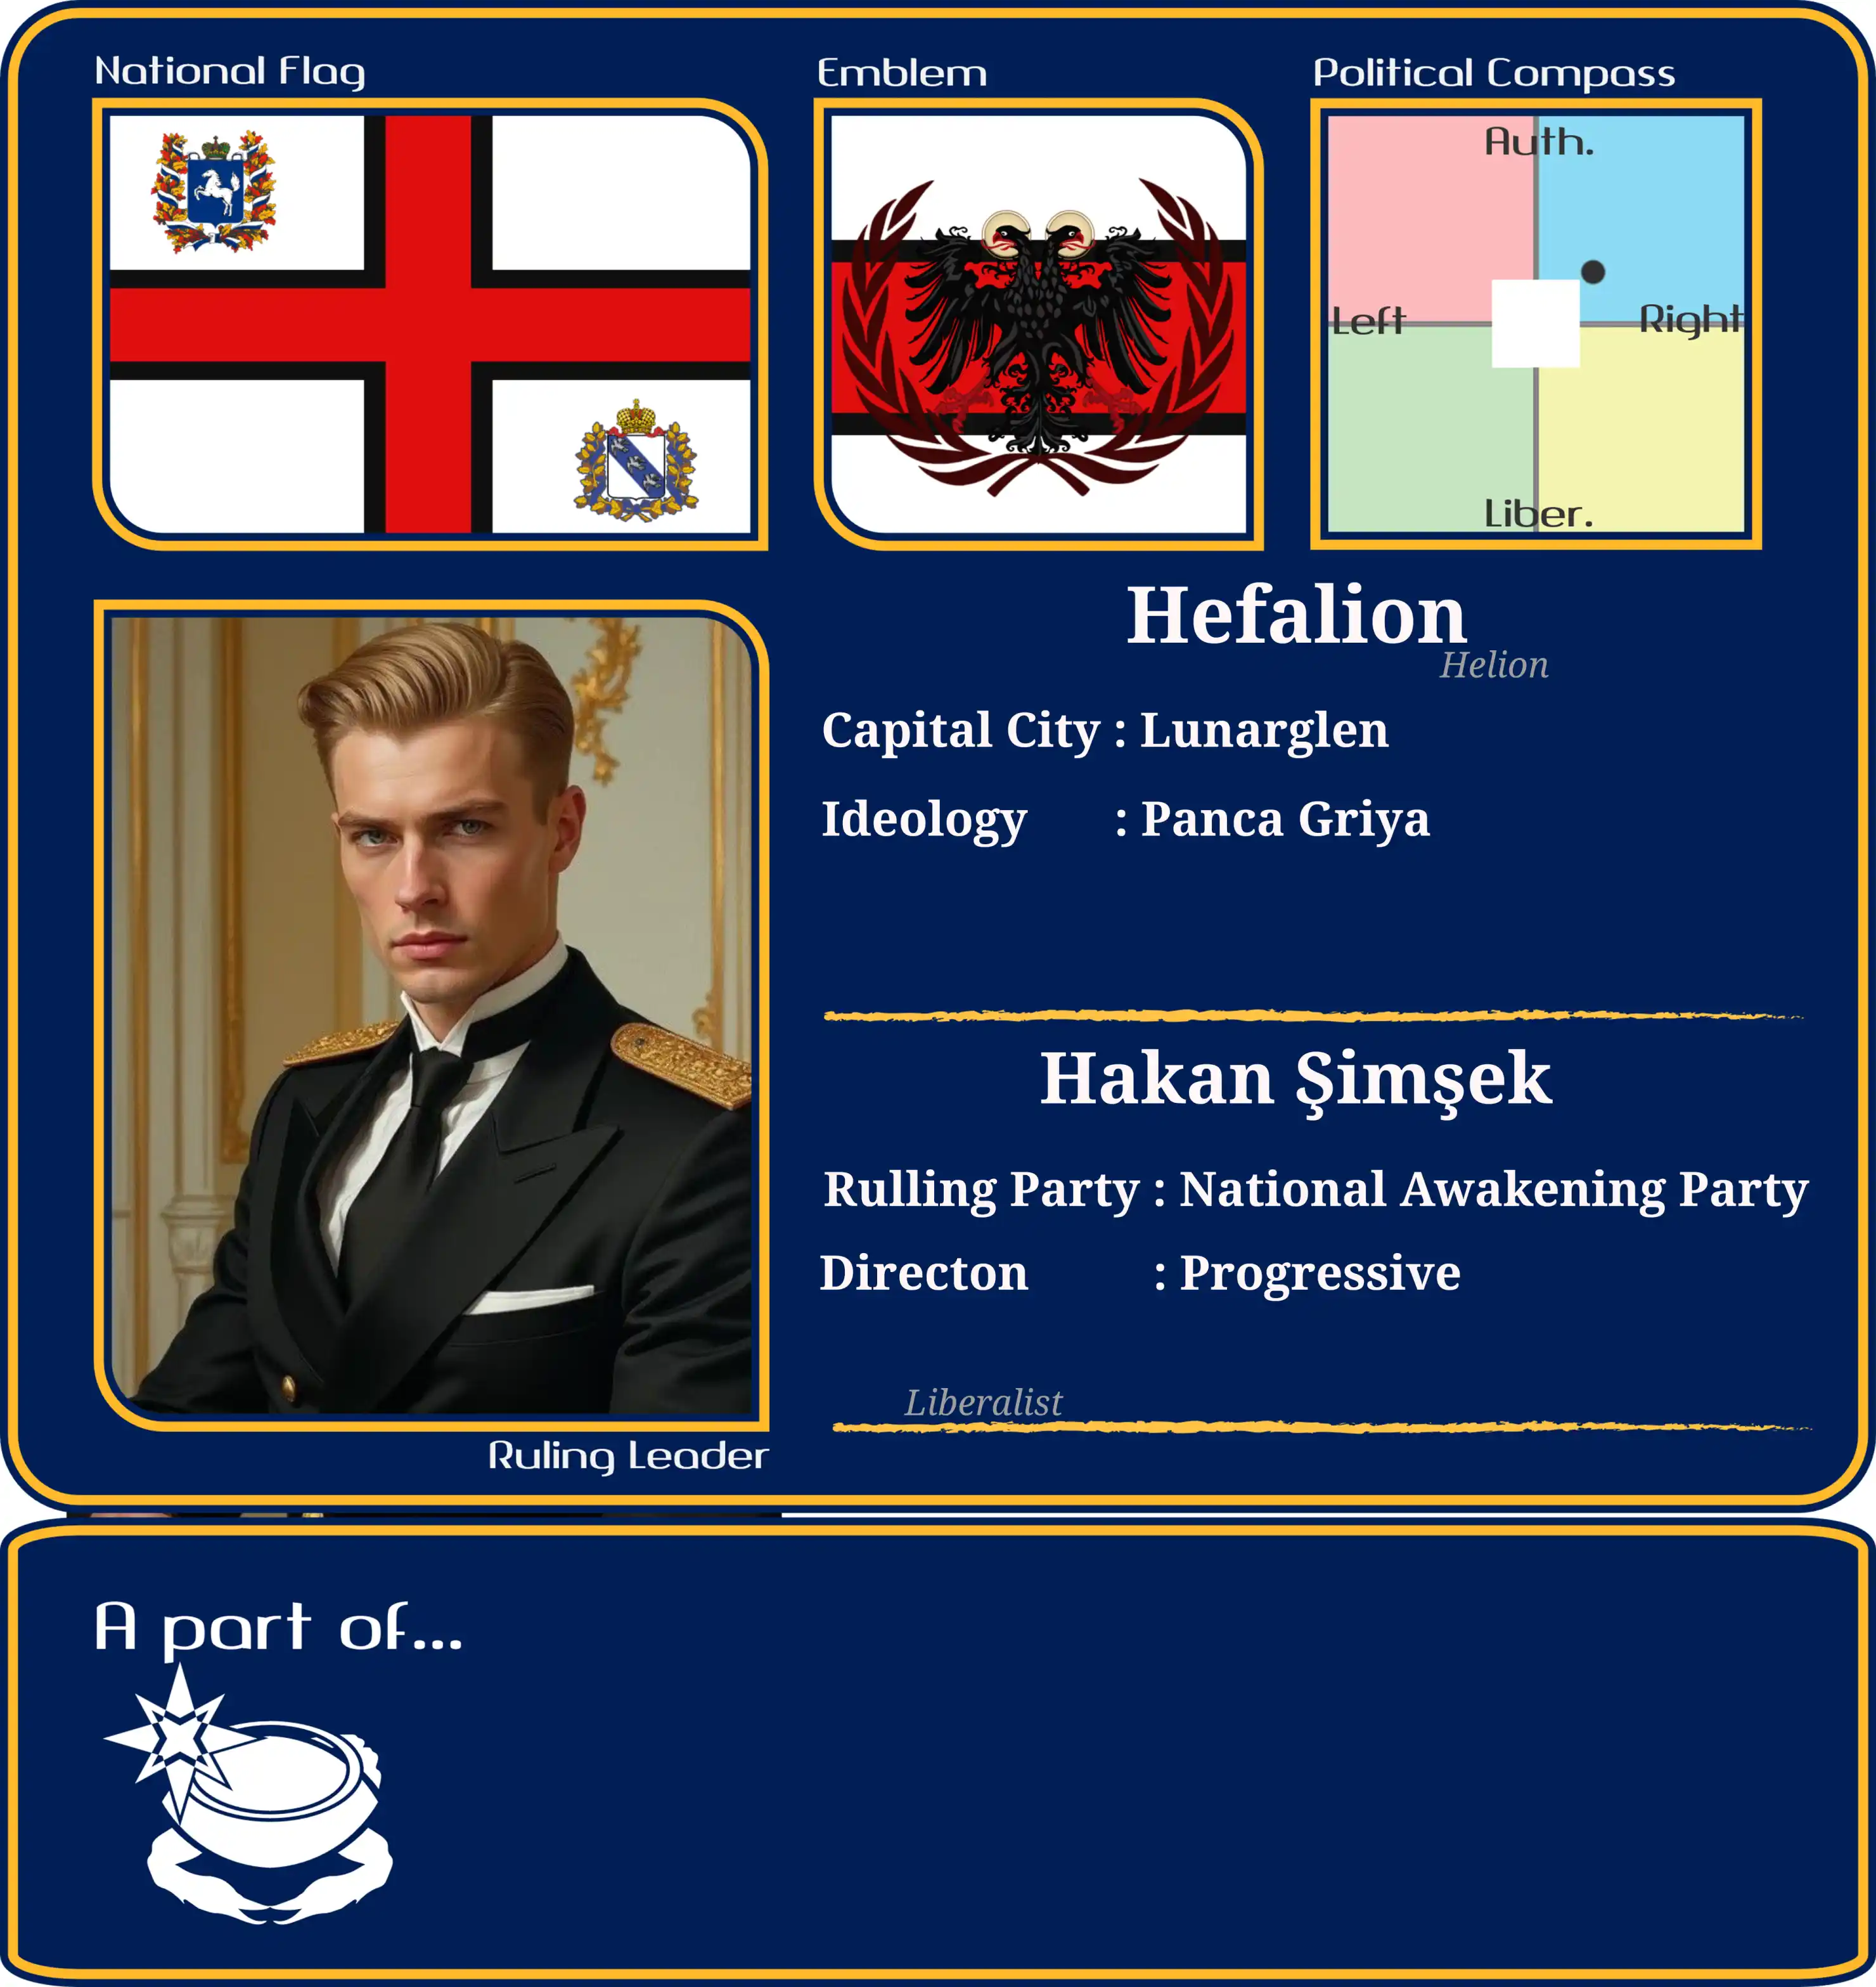 National Flag
Emblem
Political Compass
Auth.
Left
Right
Liber.
Hefalion
Helion
Capital City : Lunarglen
Ideology : Panca Griya
Hakan Şimşek
Rulling Party : National Awakening Party
Directon : Progressive
Liberalist
Ruling Leader
A part of...